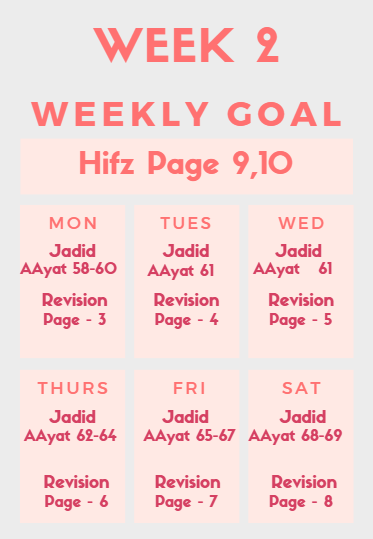 WEEK 2
WEEKLY GOAL
Hifz Page 9,10
MON
Jadid
AAyat 58-60
Revision
Page - 3
TUES
Jadid
AAyat 61
Revision
Page - 4
WED
Jadid
AAyat 61
Revision
Page - 5
THURS
Jadid
AAyat 62-64
Revision
Page - 6
FRI
Jadid
AAyat 65-67
Revision
Page - 7
SAT
Jadid
AAyat 68-69
Revision
Page - 8